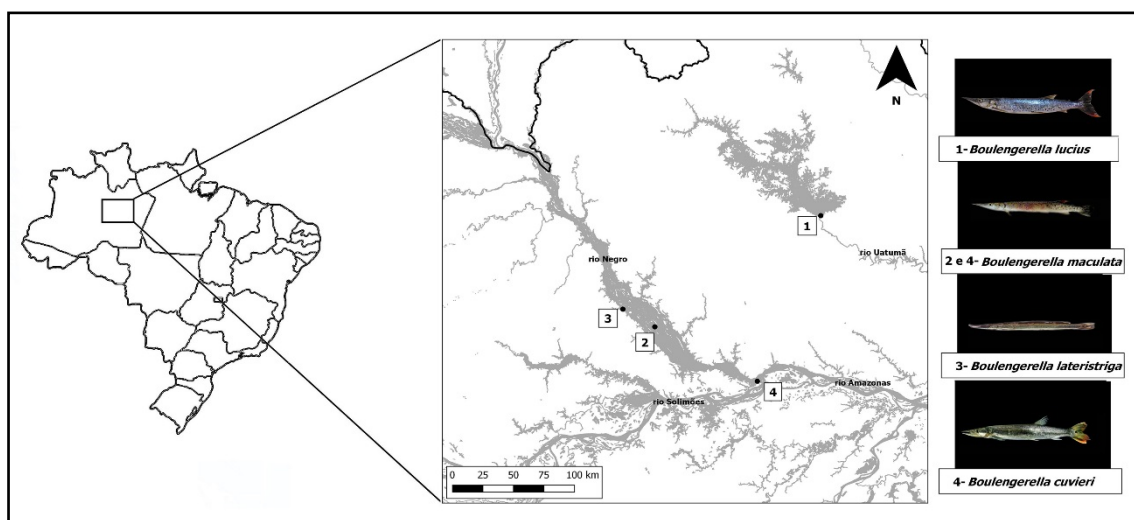 N
1
rio Uatumã
rio Negro
3
2
4
rio Amazonas
rio Solimões
0 25 50 75 100 km
1- Boulengerella lucius
2 e 4- Boulengerella maculata
3- Boulengerella lateristriga
4- Boulengerella cuvieri